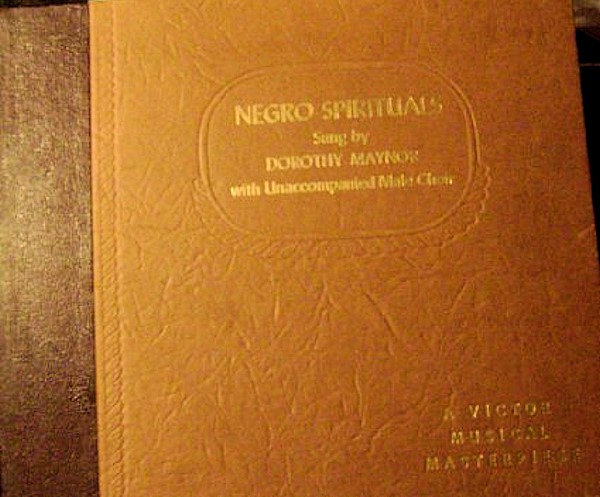 NEGRO SPIRITUALS
Sung by
DOROTHY MAYNOR
with Unaccompanied Male Choir
A VICTOR
MUSICAL
MASTERPIECE